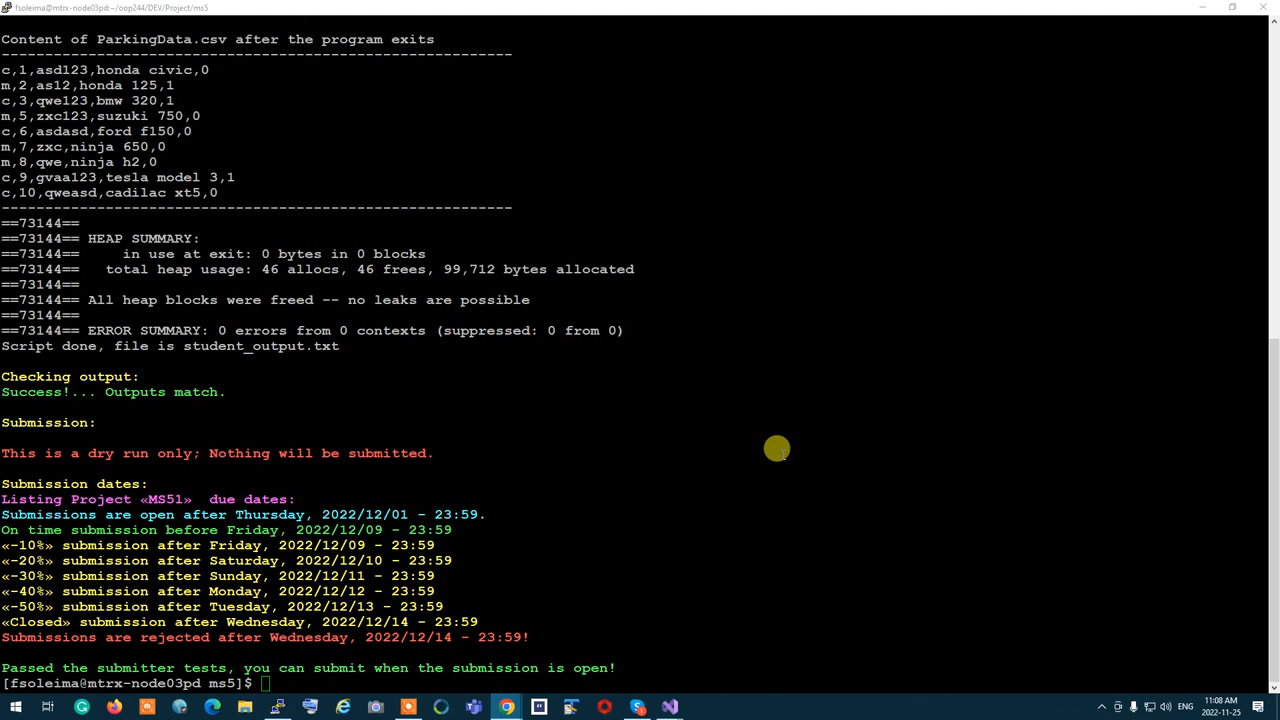 fsoleima@mtrx-node03pd:~/oop244/DEV/Project/ms5
Content of ParkingData.csv after the program exits
-----------------------------------------------------------
c,1,asd123,honda civic,0
m,2,as12,honda 125,1
c,3,qwe123,bmw 320,1
m,5,zxc123,suzuki 750,0
c,6,asdasd,ford f150,0
m,7,zxc,ninja 650,0
m,8,qwe,ninja h2,0
c,9,gvaa123,tesla model 3,1
c,10,qweasd,cadilac xt5,0
-----------------------------------------------------------
==73144==
==73144== HEAP SUMMARY:
==73144==     in use at exit: 0 bytes in 0 blocks
==73144==   total heap usage: 46 allocs, 46 frees, 99,712 bytes allocated
==73144==
==73144== All heap blocks were freed -- no leaks are possible
==73144==
==73144== ERROR SUMMARY: 0 errors from 0 contexts (suppressed: 0 from 0)
Script done, file is student_output.txt
Checking output:
Success!... Outputs match.
Submission:
This is a dry run only; Nothing will be submitted.
Submission dates:
Listing Project «MS51»  due dates:
Submissions are open after Thursday, 2022/12/01 - 23:59.
On time submission before Friday, 2022/12/09 - 23:59
«-10%» submission after Friday, 2022/12/09 - 23:59
«-20%» submission after Saturday, 2022/12/10 - 23:59
«-30%» submission after Sunday, 2022/12/11 - 23:59
«-40%» submission after Monday, 2022/12/12 - 23:59
«-50%» submission after Tuesday, 2022/12/13 - 23:59
«Closed» submission after Wednesday, 2022/12/14 - 23:59
Submissions are rejected after Wednesday, 2022/12/14 - 23:59!
Passed the submitter tests, you can submit when the submission is open!
[fsoleima@mtrx-node03pd ms5]$
ENG
11:08 AM
2022-11-25